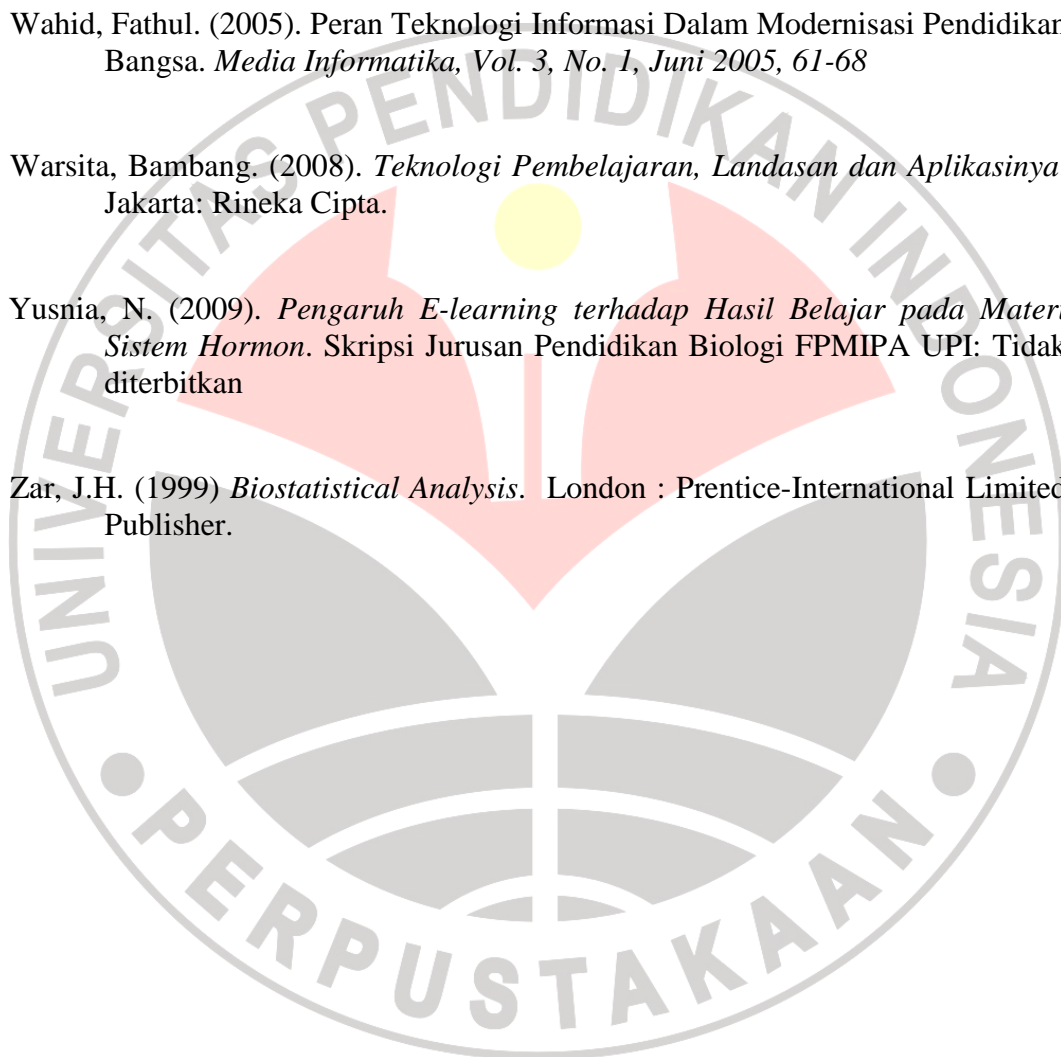 Wahid, Fathul. (2005). Peran Teknologi Informasi Dalam Modernisasi Pendidikan
Bangsa. Media Informatika, Vol. 3, No. 1, Juni 2005, 61-68
Warsita, Bambang. (2008). Teknologi Pembelajaran, Landasan dan Aplikasinya
Jakarta: Rineka Cipta.
Yusnia, N. (2009). Pengaruh E-learning terhadap Hasil Belajar pada Materi
Sistem Hormon. Skripsi Jurusan Pendidikan Biologi FPMIPA UPI: Tidak
diterbitkan
Zar, J.H. (1999) Biostatistical Analysis. London : Prentice-International Limited
Publisher.
UNIVERSITAS PENDIDIKAN INDONESIA
PERPUSTAKAAN